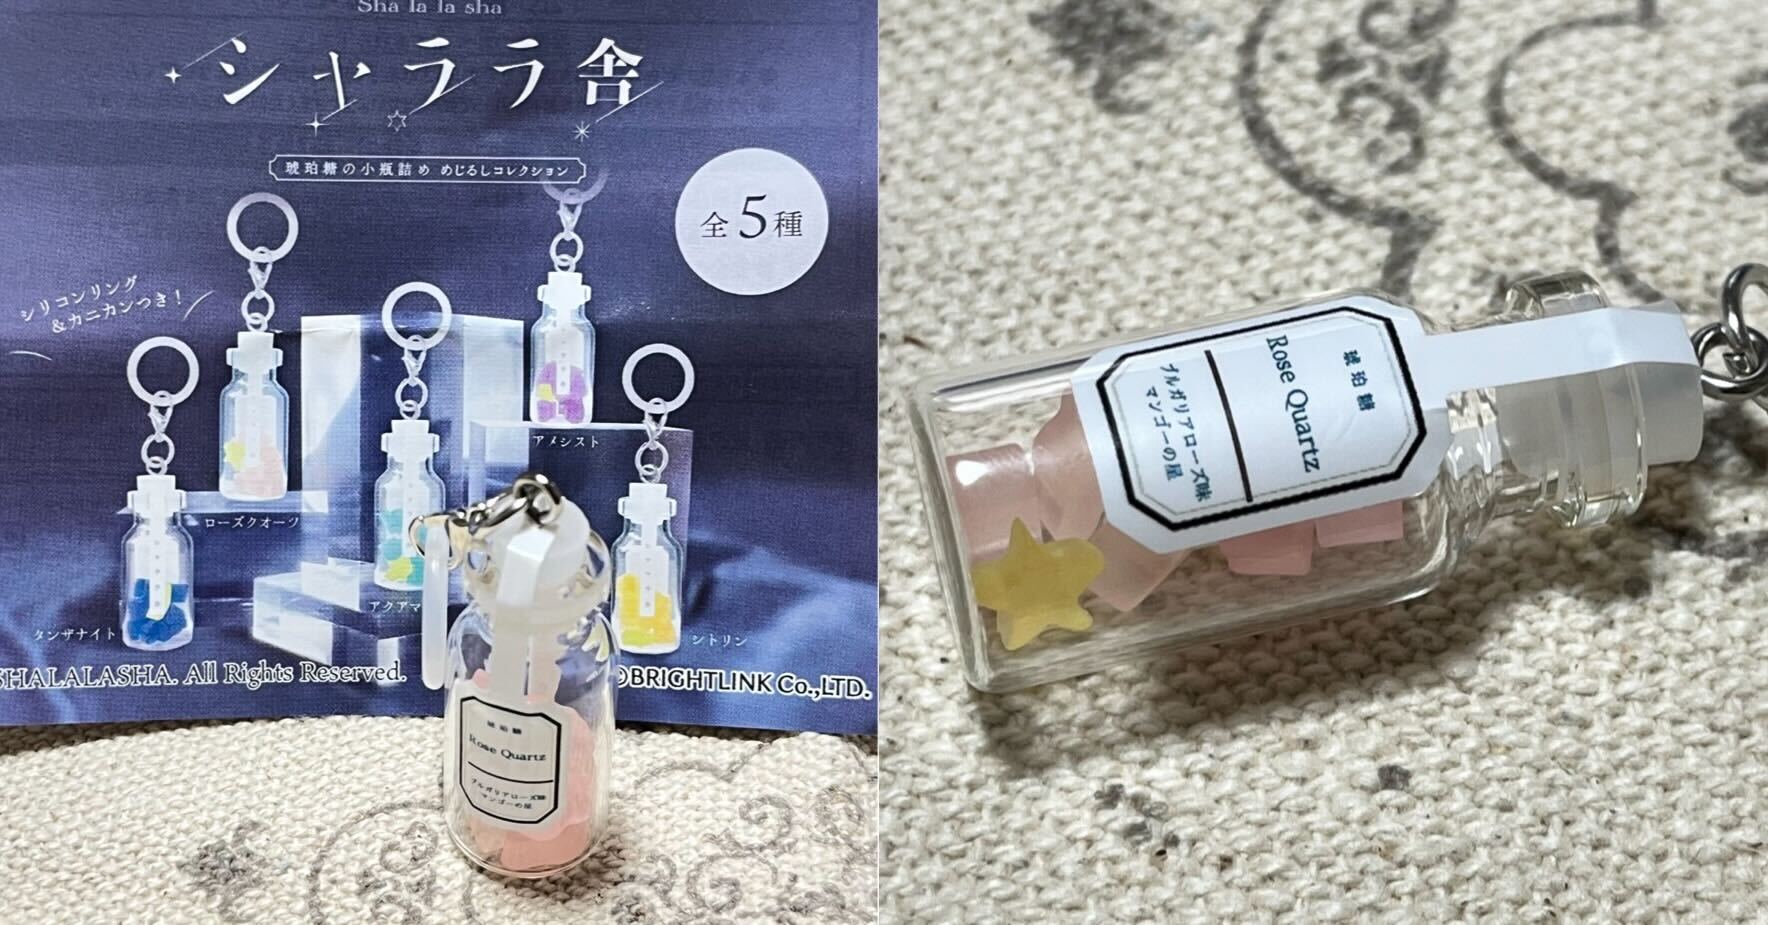 Sha la la sha
シャララ舎
琥珀糖の小瓶詰め めじるしコレクション
全5種
シリコンリング
&カニカンつき!
アメシスト
ローズクオーツ
アクアマ
タンザナイト
シトリン
SHALALASHA. All Rights Reserved.
©BRIGHTLINK Co.,LTD.
琥珀糖
Rose Quartz
ブルガリアローズ味
マンゴーの星
琥珀糖
Rose Quartz
ブルガリアローズ味
マンゴーの星